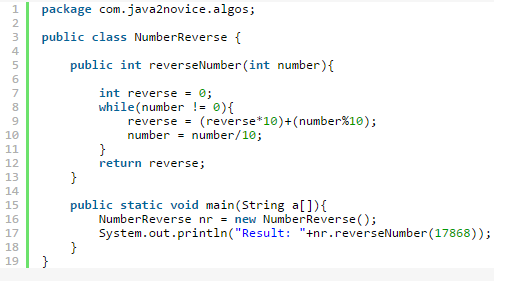 1 package com.java2novice.algos;
2
3 public class NumberReverse {
4
5     public int reverseNumber(int number){
6
7         int reverse = 0;
8         while(number != 0){
9             reverse = (reverse*10)+(number%10);
10             number = number/10;
11         }
12         return reverse;
13     }
14
15     public static void main(String a[]){
16         NumberReverse nr = new NumberReverse();
17         System.out.println("Result: "+nr.reverseNumber(17868));
18     }
19 }